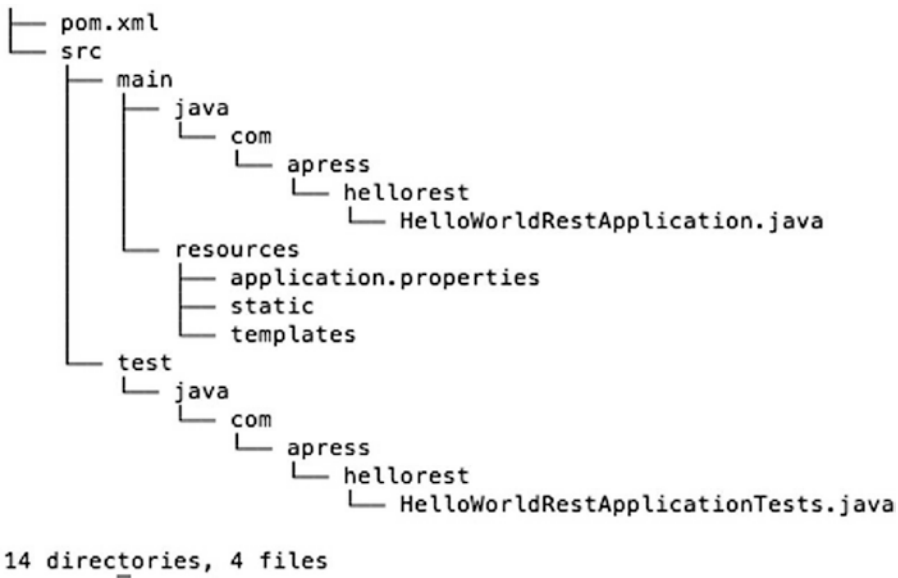 pom.xml
src
main
java
com
apress
hellorest
HelloWorldRestApplication.java
resources
application.properties
static
templates
test
java
com
apress
hellorest
HelloWorldRestApplicationTests.java
14 directories, 4 files